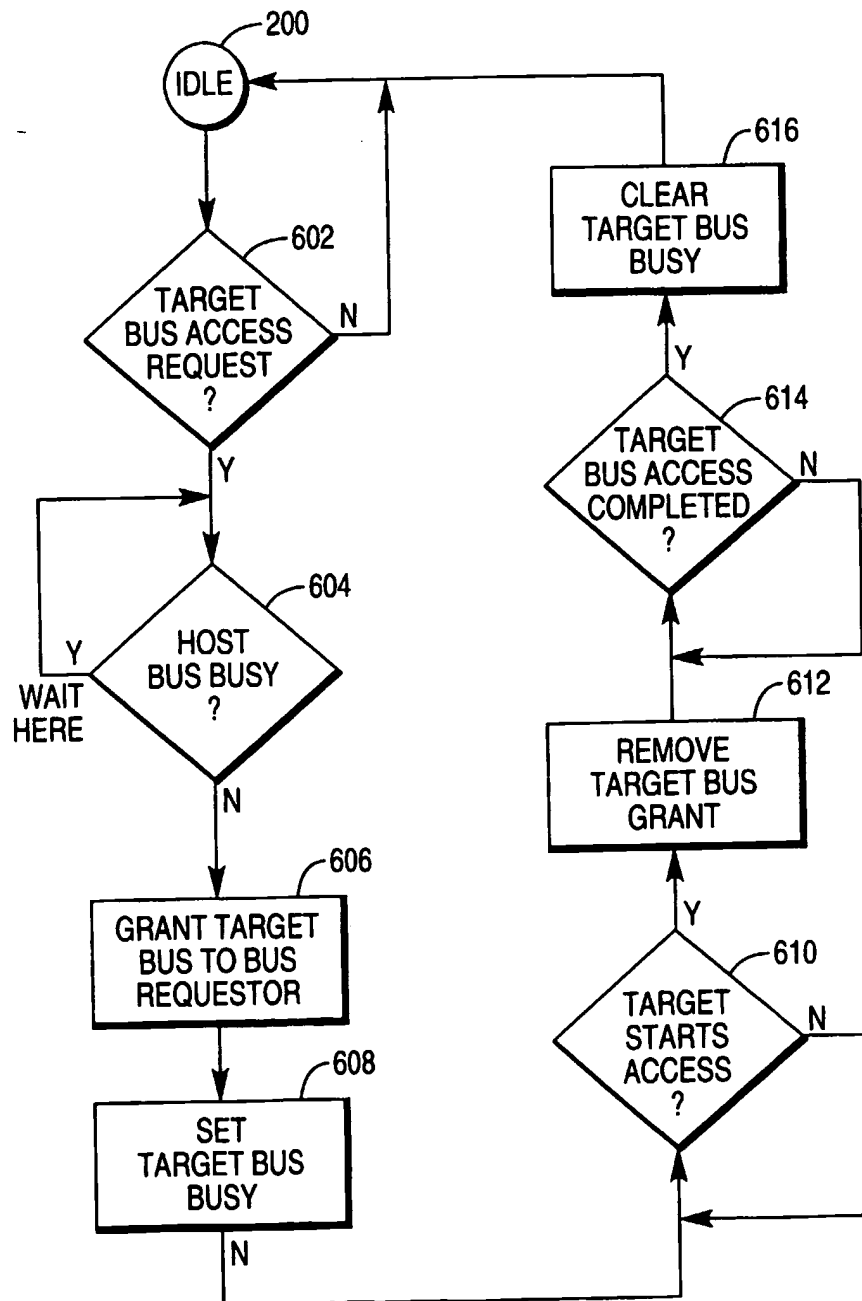 200
IDLE
602
TARGET
BUS ACCESS
REQUEST
?
N
Y
604
HOST
BUS BUSY
?
Y
WAIT
HERE
N
606
GRANT TARGET
BUS TO BUS
REQUESTOR
608
SET
TARGET BUS
BUSY
N
610
TARGET
STARTS
ACCESS
?
N
Y
612
REMOVE
TARGET BUS
GRANT
614
TARGET
BUS ACCESS
COMPLETED
?
N
Y
616
CLEAR
TARGET BUS
BUSY